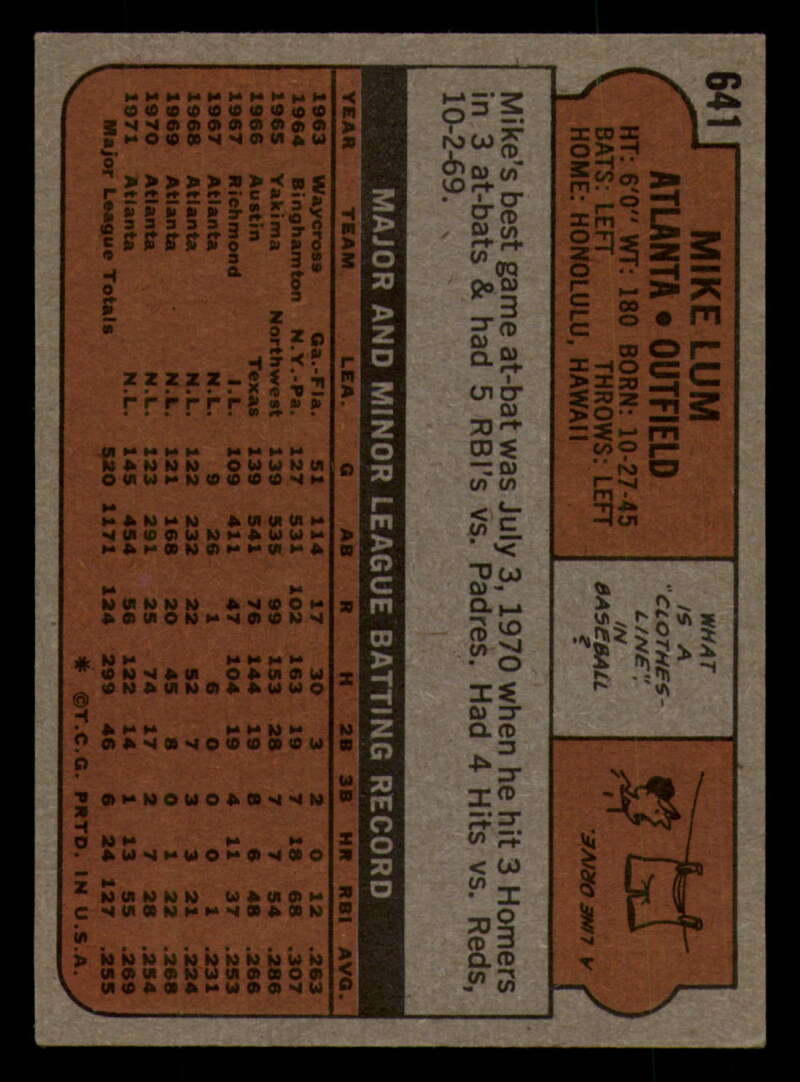 641
MIKE LUM
ATLANTA • OUTFIELD
HT: 6'0" WT: 180 BORN: 10-27-45
BATS: LEFT THROWS: LEFT
HOME: HONOLULU, HAWAII
WHAT
IS A
"CLOTHES-
LINE",
IN
BASEBALL
?
A LINE DRIVE.
Mike's best game at-bat was July 3, 1970 when he hit 3 Homers
in 3 at-bats & had 5 RBI's vs. Padres. Had 4 Hits vs. Reds,
10-2-69.
MAJOR AND MINOR LEAGUE BATTING RECORD
YEAR TEAM LEA. G AB R H 2B 3B HR RBI AVG.
1963 Waycross Ga.-Fla. 51 114 17 30 3 2 0 12 .263
1964 Binghamton N.Y.-Pa. 127 531 102 163 19 7 18 68 .307
1965 Yakima Northwest 139 535 99 153 28 7 7 54 .286
1966 Austin Texas 139 541 76 144 19 8 6 48 .266
1967 Richmond I.L. 109 411 47 104 19 4 11 37 .253
1967 Atlanta N.L. 9 26 1 6 0 0 0 1 .231
1968 Atlanta N.L. 122 232 22 52 7 3 3 21 .224
1969 Atlanta N.L. 121 168 20 45 8 0 1 22 .268
1970 Atlanta N.L. 123 291 25 74 17 2 7 28 .254
1971 Atlanta N.L. 145 454 56 122 14 1 13 55 .269
Major League Totals 520 1171 124 299 46 6 24 127 .255
* ©T.C.G. PRTD. IN U.S.A.